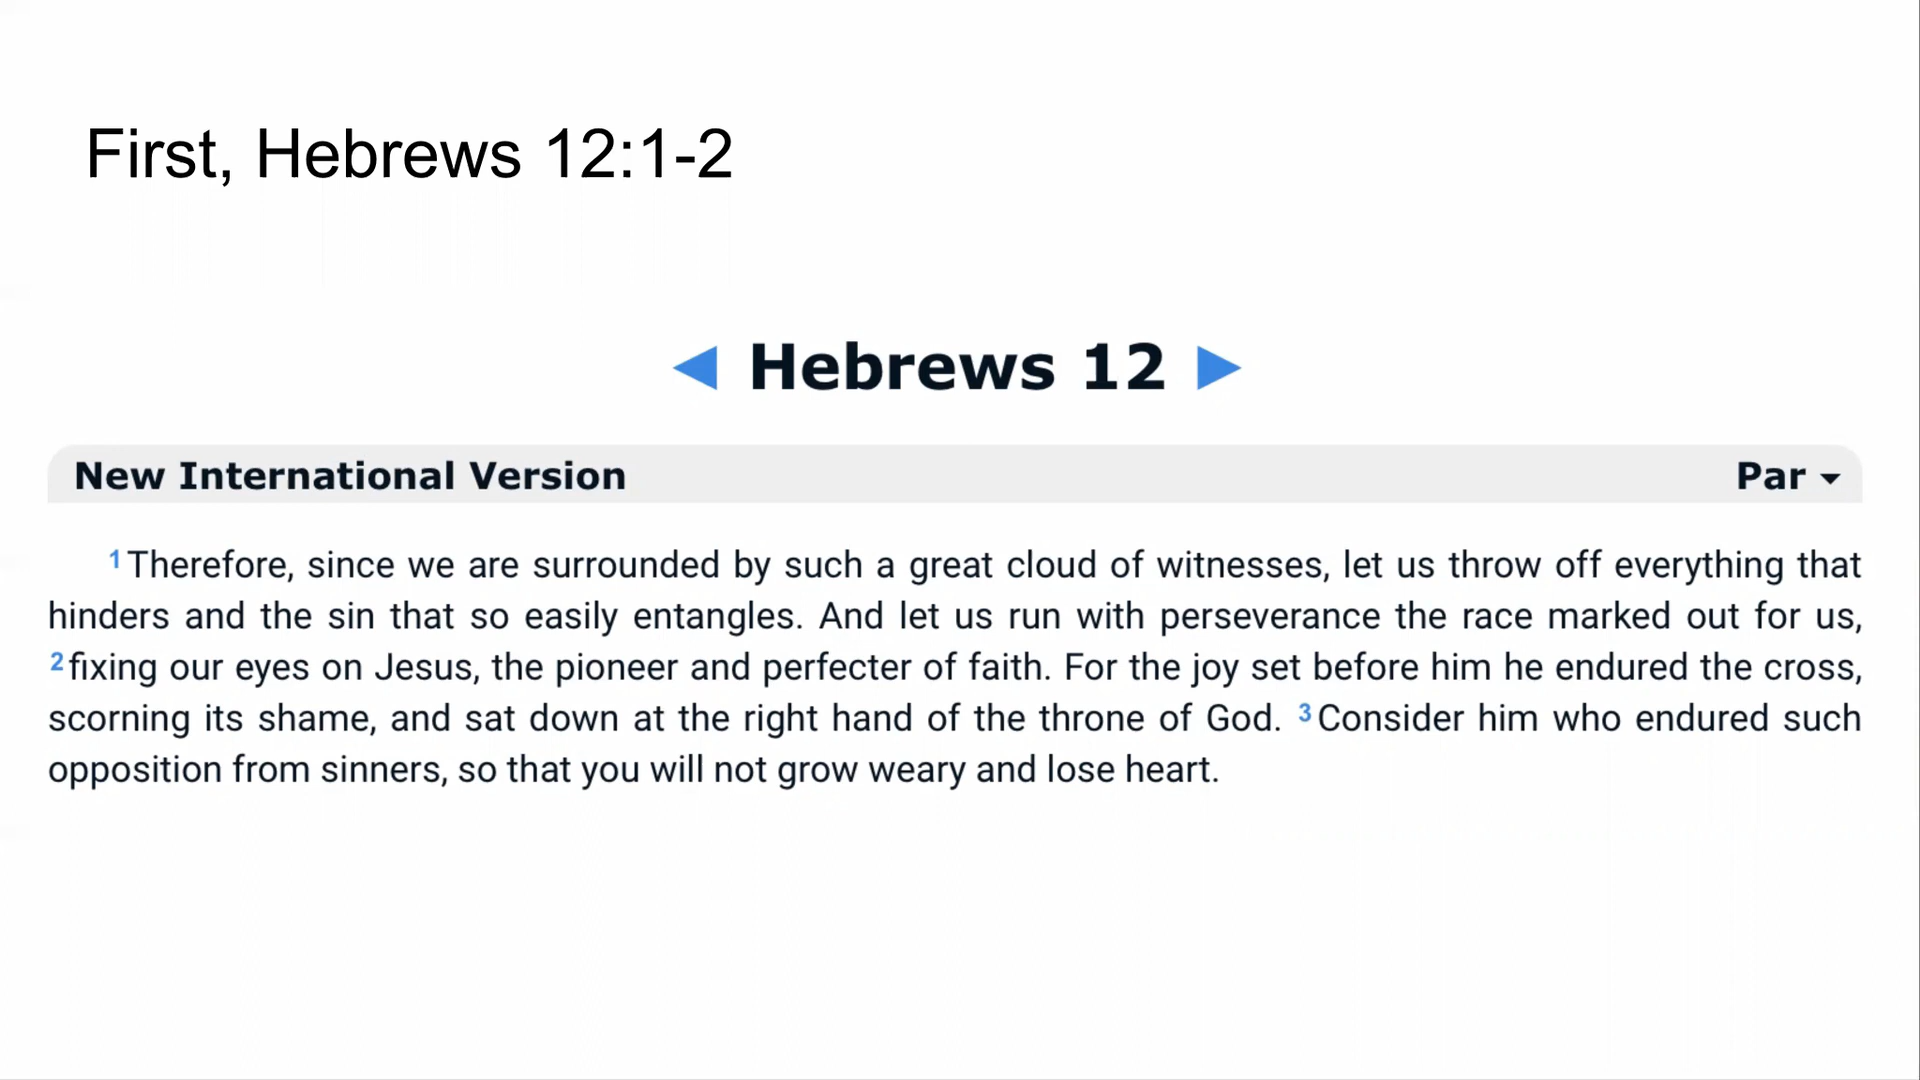 First, Hebrews 12:1-2
◀ Hebrews 12 ▶
New International Version Par ▾
1 Therefore, since we are surrounded by such a great cloud of witnesses, let us throw off everything that
hinders and the sin that so easily entangles. And let us run with perseverance the race marked out for us,
2 fixing our eyes on Jesus, the pioneer and perfecter of faith. For the joy set before him he endured the cross,
scorning its shame, and sat down at the right hand of the throne of God. 3 Consider him who endured such
opposition from sinners, so that you will not grow weary and lose heart.